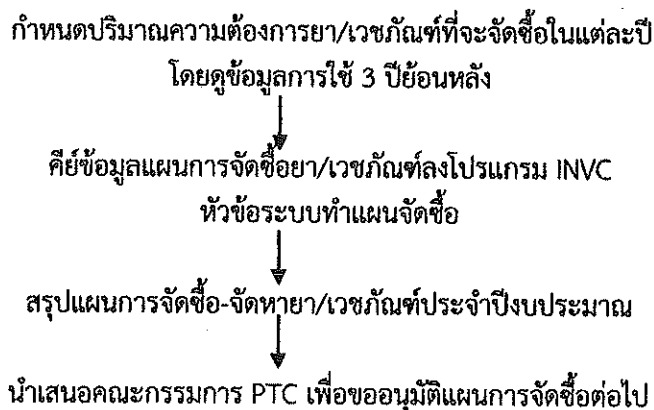 กำหนดปริมาณความต้องการยา/เวชภัณฑ์ที่จะจัดซื้อในแต่ละปี
โดยดูข้อมูลการใช้ 3 ปีย้อนหลัง
คีย์ข้อมูลแผนการจัดซื้อยา/เวชภัณฑ์ลงโปรแกรม INVC
หัวข้อระบบทำแผนจัดซื้อ
สรุปแผนการจัดซื้อ-จัดหายา/เวชภัณฑ์ประจำปีงบประมาณ
นำเสนอคณะกรรมการ PTC เพื่อขออนุมัติแผนการจัดซื้อต่อไป